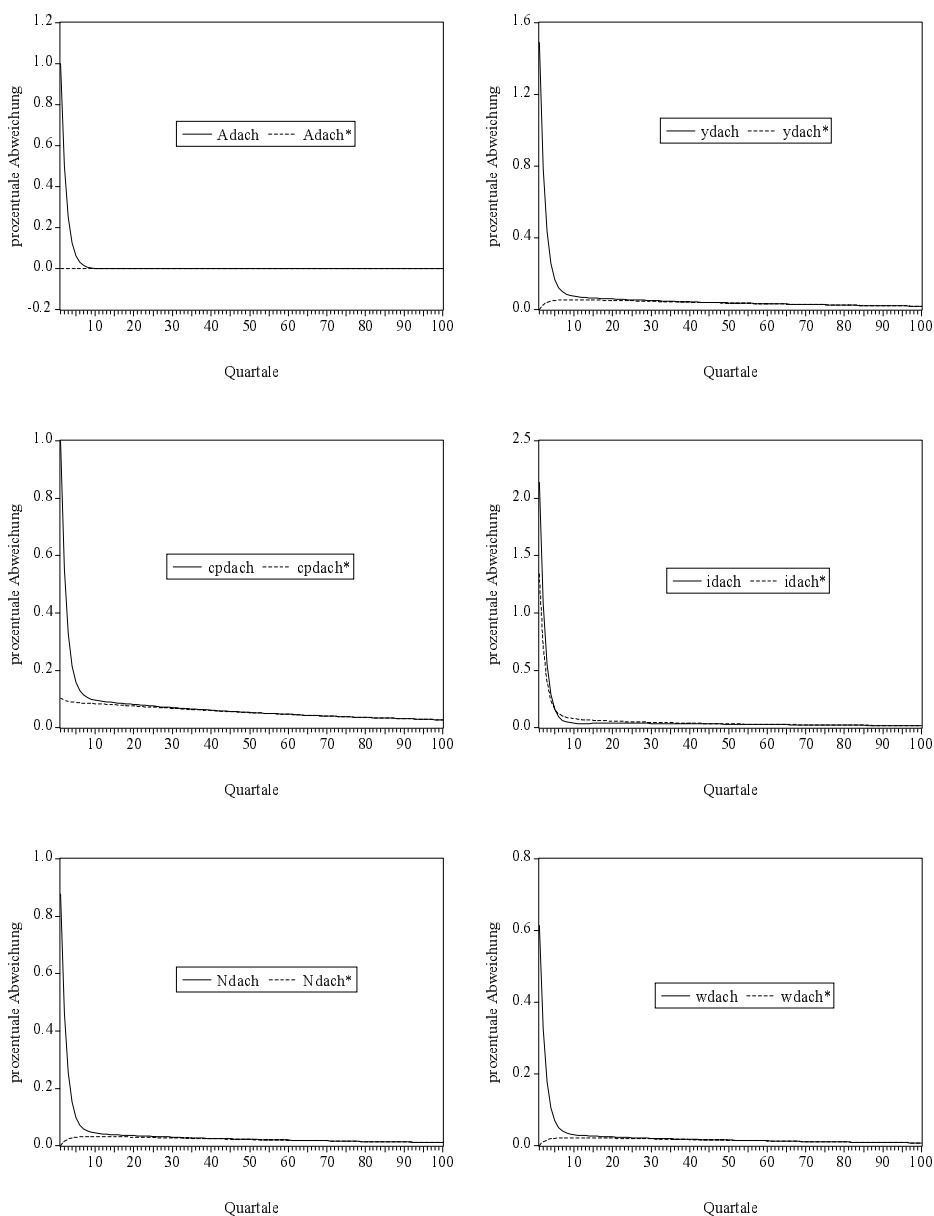 1.2
1.0
0.8
0.6
0.4
0.2
0.0
-0.2
prozentuale Abweichung
Adach Adach*
10 20 30 40 50 60 70 80 90 100
Quartale
1.6
1.2
0.8
0.4
0.0
prozentuale Abweichung
ydach ydach*
10 20 30 40 50 60 70 80 90 100
Quartale
1.0
0.8
0.6
0.4
0.2
0.0
prozentuale Abweichung
cpdach cpdach*
10 20 30 40 50 60 70 80 90 100
Quartale
2.5
2.0
1.5
1.0
0.5
0.0
prozentuale Abweichung
idach idach*
10 20 30 40 50 60 70 80 90 100
Quartale
1.0
0.8
0.6
0.4
0.2
0.0
prozentuale Abweichung
Ndach Ndach*
10 20 30 40 50 60 70 80 90 100
Quartale
0.8
0.6
0.4
0.2
0.0
prozentuale Abweichung
wdach wdach*
10 20 30 40 50 60 70 80 90 100
Quartale